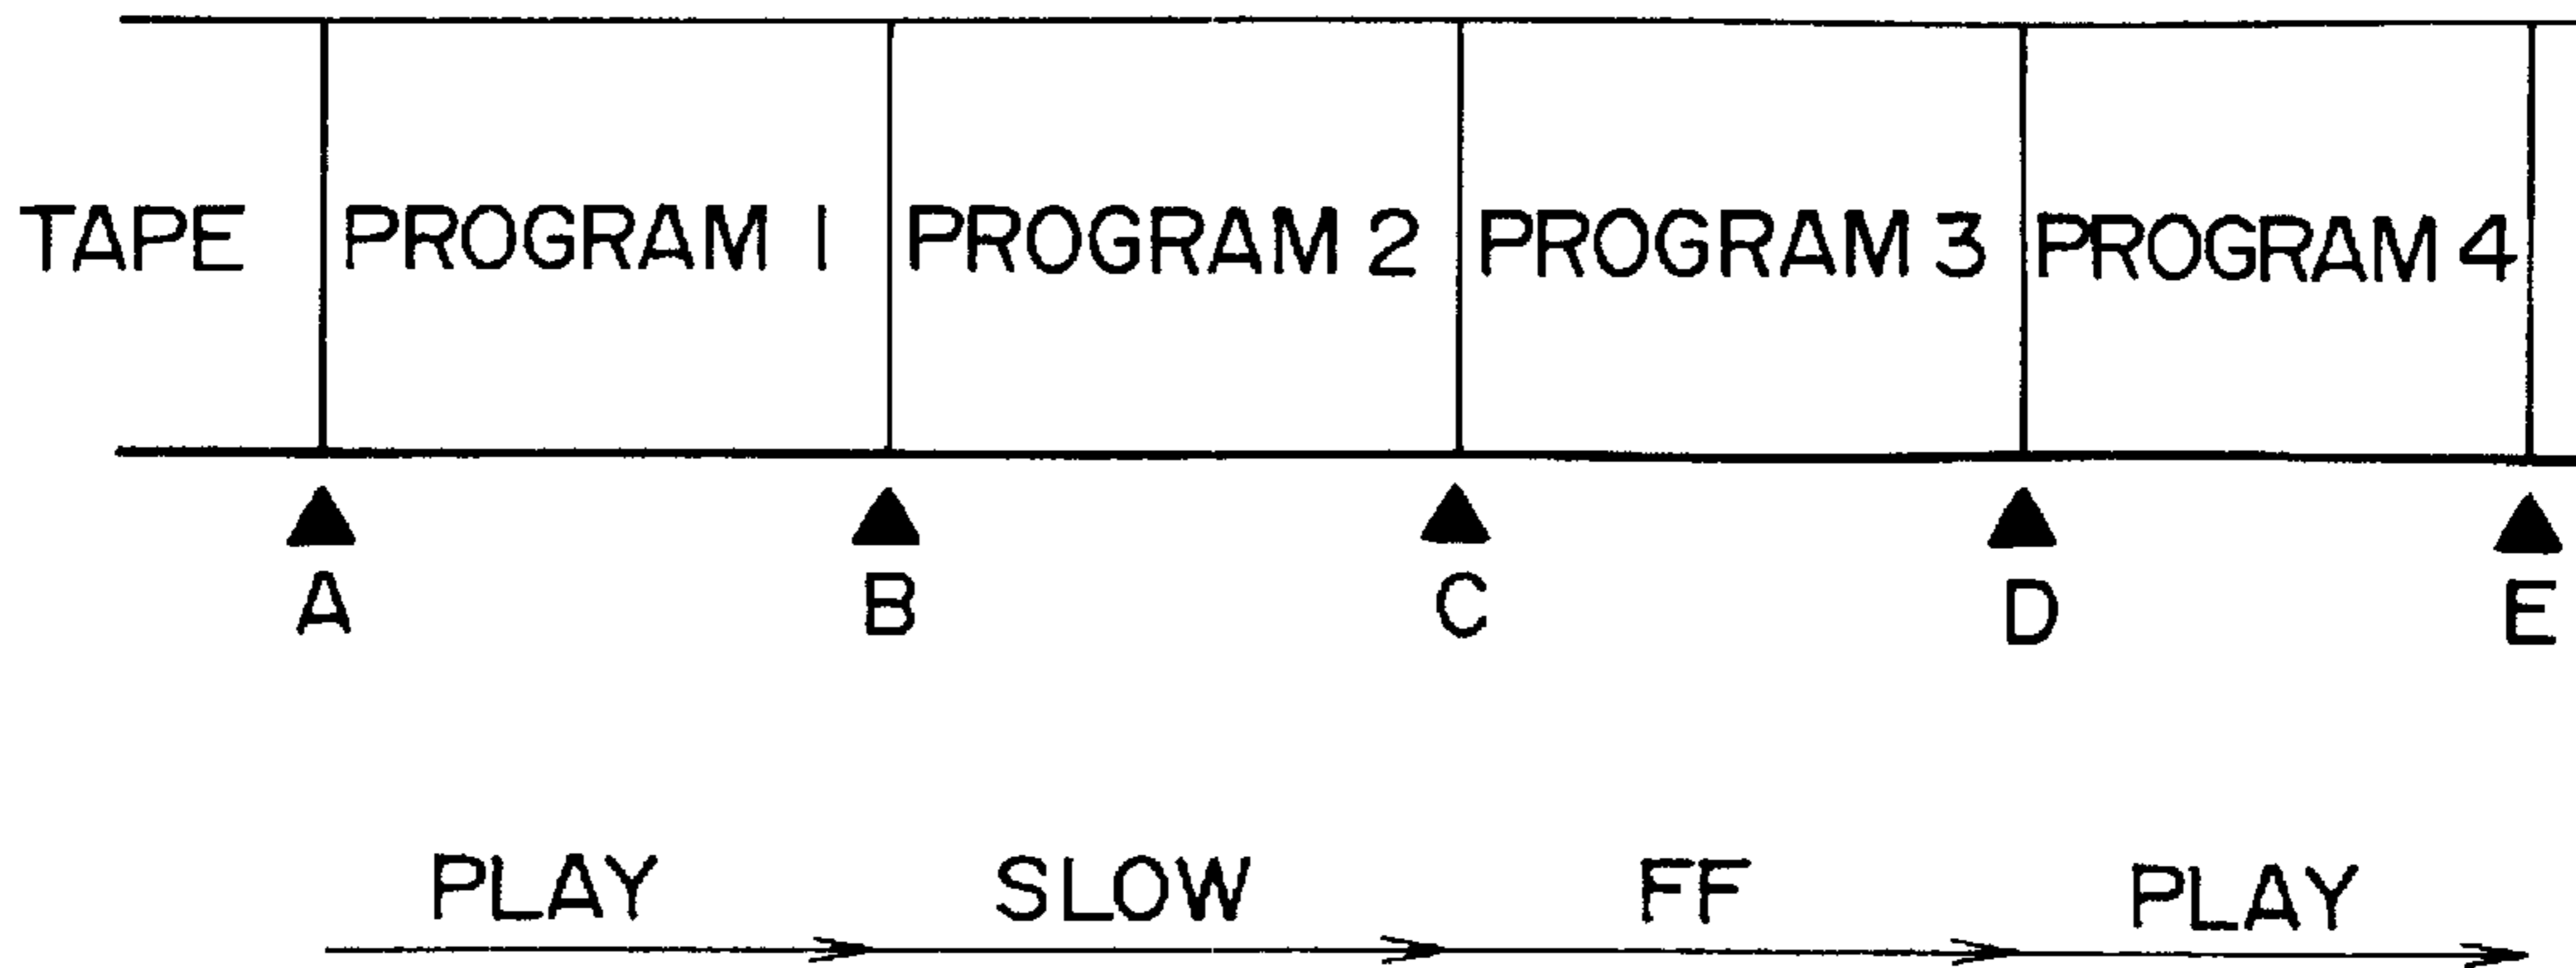 TAPE PROGRAM 1 PROGRAM 2 PROGRAM 3 PROGRAM 4
A B C D E
PLAY SLOW FF PLAY